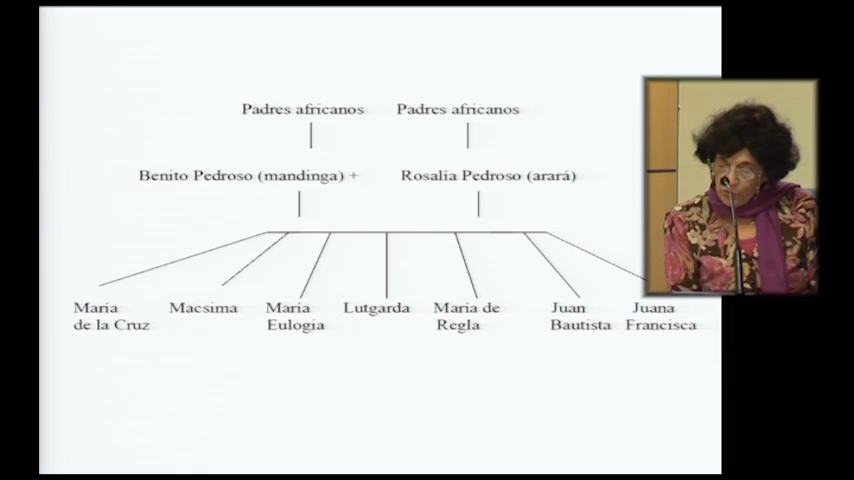 Padres africanos Padres africanos
Benito Pedroso (mandinga) + Rosalía Pedroso (arará)
María Macsima María Lutgarda María de Juan Juana
de la Cruz Eulogia Regla Bautista Francisca